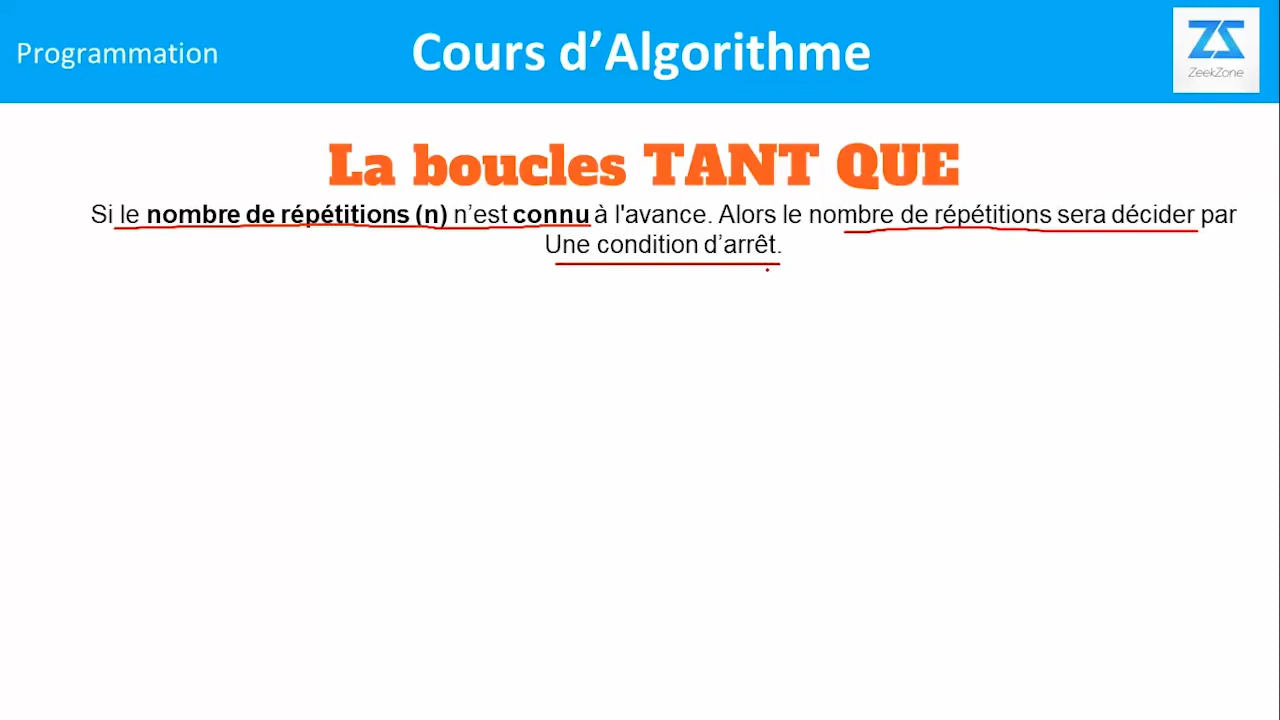 Programmation
Cours d’Algorithme
ZS
ZeekZone
La boucles TANT QUE
Si le nombre de répétitions (n) n’est connu à l'avance. Alors le nombre de répétitions sera décider par
Une condition d’arrêt.